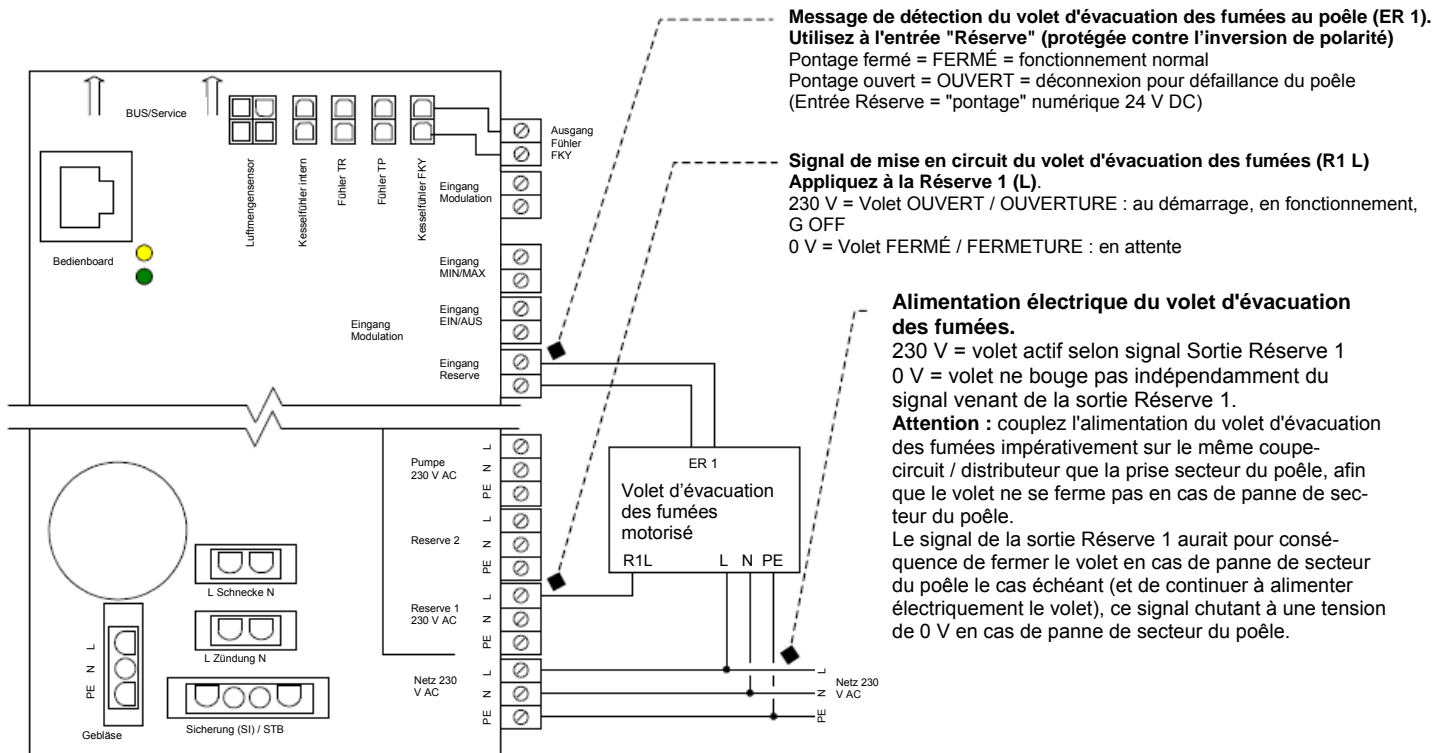 Message de détection du volet d'évacuation des fumées au poêle (ER 1).
Utilisez à l'entrée "Réserve" (protégée contre l'inversion de polarité)
Pontage fermé = FERMÉ = fonctionnement normal
Pontage ouvert = OUVERT = déconnexion pour défaillance du poêle
(Entrée Réserve = "pontage" numérique 24 V DC)
Signal de mise en circuit du volet d'évacuation des fumées (R1 L)
Appliquez à la Réserve 1 (L).
230 V = Volet OUVERT / OUVERTURE : au démarrage, en fonctionnement,
G OFF
0 V = Volet FERMÉ / FERMETURE : en attente
Alimentation électrique du volet d'évacuation
des fumées.
230 V = volet actif selon signal Sortie Réserve 1
0 V = volet ne bouge pas indépendamment du
signal venant de la sortie Réserve 1.
Attention : couplez l'alimentation du volet d'évacuation
des fumées impérativement sur le même coupe-
circuit / distributeur que la prise secteur du poêle, afin
que le volet ne se ferme pas en cas de panne de sec-
teur du poêle.
Le signal de la sortie Réserve 1 aurait pour consé-
quence de fermer le volet en cas de panne de secteur
du poêle le cas échéant (et de continuer à alimenter
électriquement le volet), ce signal chutant à une tension
de 0 V en cas de panne de secteur du poêle.
BUS/Service
Bedienboard
Luftmengensensor
Kesselfühler intern
Fühler TR
Fühler TP
Kesselfühler FKY
Ausgang
Fühler
FKY
Eingang
Modulation
Eingang
MIN/MAX
Eingang
EIN/AUS
Eingang
Modulation
Eingang
Reserve
Pumpe
230 V AC
L
N
PE
Reserve 2
L
N
PE
Reserve 1
230 V AC
L
N
PE
Netz 230
V AC
L
N
PE
L Schnecke N
L Zündung N
Sicherung (SI) / STB
L
N
PE
Gebläse
ER 1
Volet d’évacuation
des fumées
motorisé
R1L L N PE
L
N
PE
Netz 230
V AC